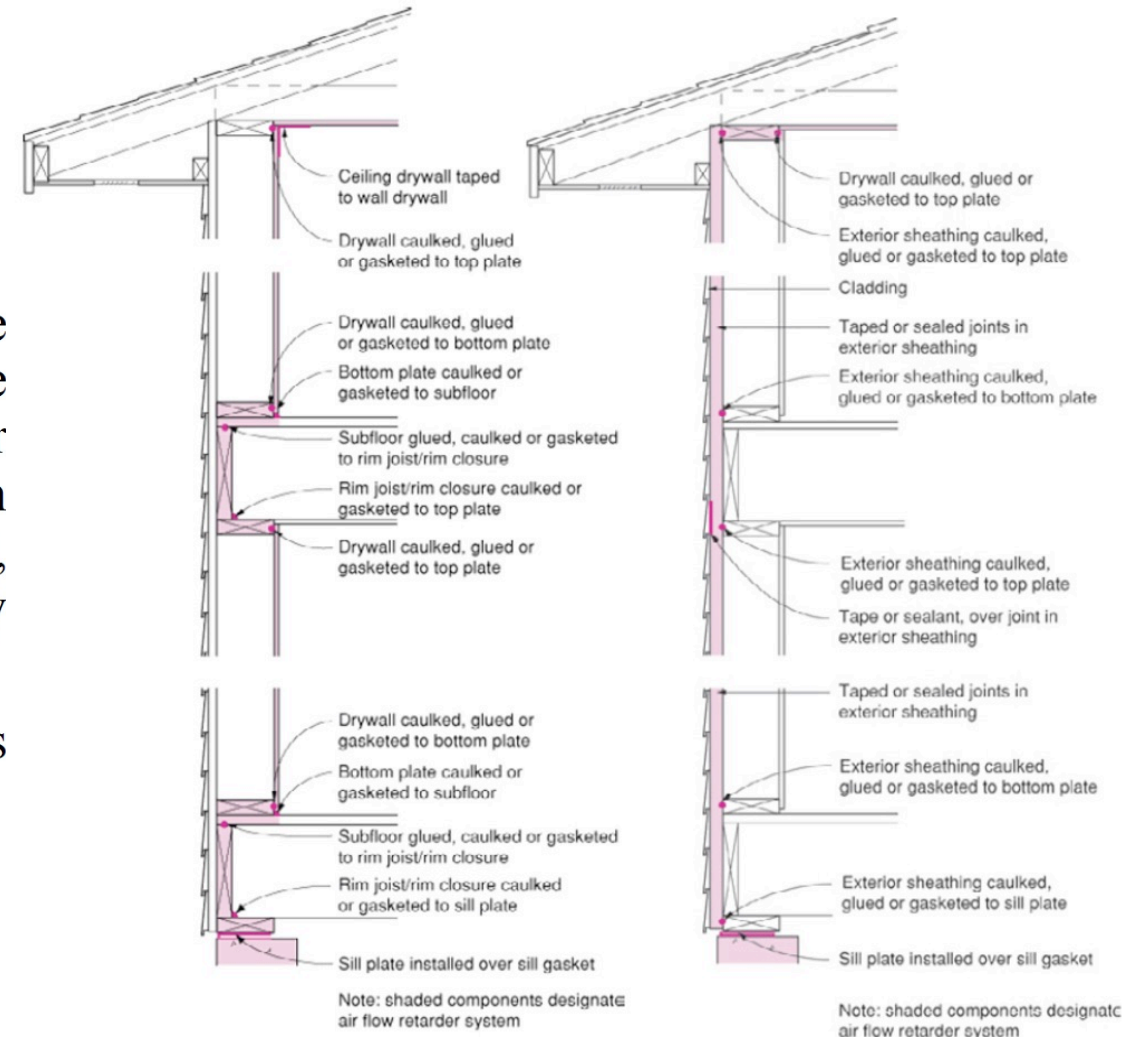 e
e
r
n
,
y
s
Ceiling drywall taped
to wall drywall
Drywall caulked, glued
or gasketed to top plate
Drywall caulked, glued
or gasketed to bottom plate
Bottom plate caulked or
gasketed to subfloor
Subfloor glued, caulked or gasketed
to rim joist/rim closure
Rim joist/rim closure caulked or
gasketed to top plate
Drywall caulked, glued or
gasketed to top plate
Drywall caulked, glued or
gasketed to bottom plate
Bottom plate caulked or
gasketed to subfloor
Subfloor glued, caulked or gasketed
to rim joist/rim closure
Rim joist/rim closure caulked
or gasketed to sill plate
Sill plate installed over sill gasket
Note: shaded components designate
air flow retarder system
Drywall caulked, glued or
gasketed to top plate
Exterior sheathing caulked,
glued or gasketed to top plate
Cladding
Taped or sealed joints in
exterior sheathing
Exterior sheathing caulked,
glued or gasketed to bottom plate
Exterior sheathing caulked,
glued or gasketed to top plate
Tape or sealant, over joint in
exterior sheathing
Taped or sealed joints in
exterior sheathing
Exterior sheathing caulked,
glued or gasketed to bottom plate
Exterior sheathing caulked,
glued or gasketed to sill plate
Sill plate installed over sill gasket
Note: shaded components designate
air flow retarder system